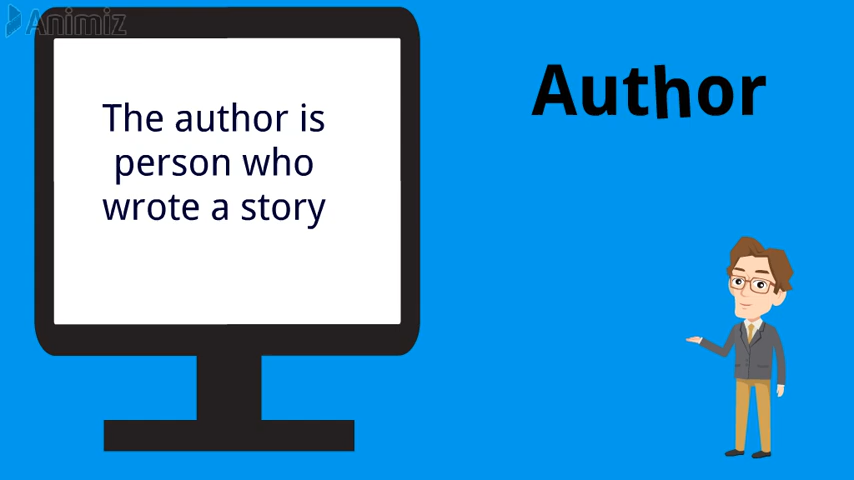 Animiz
Author
The author is
person who
wrote a story